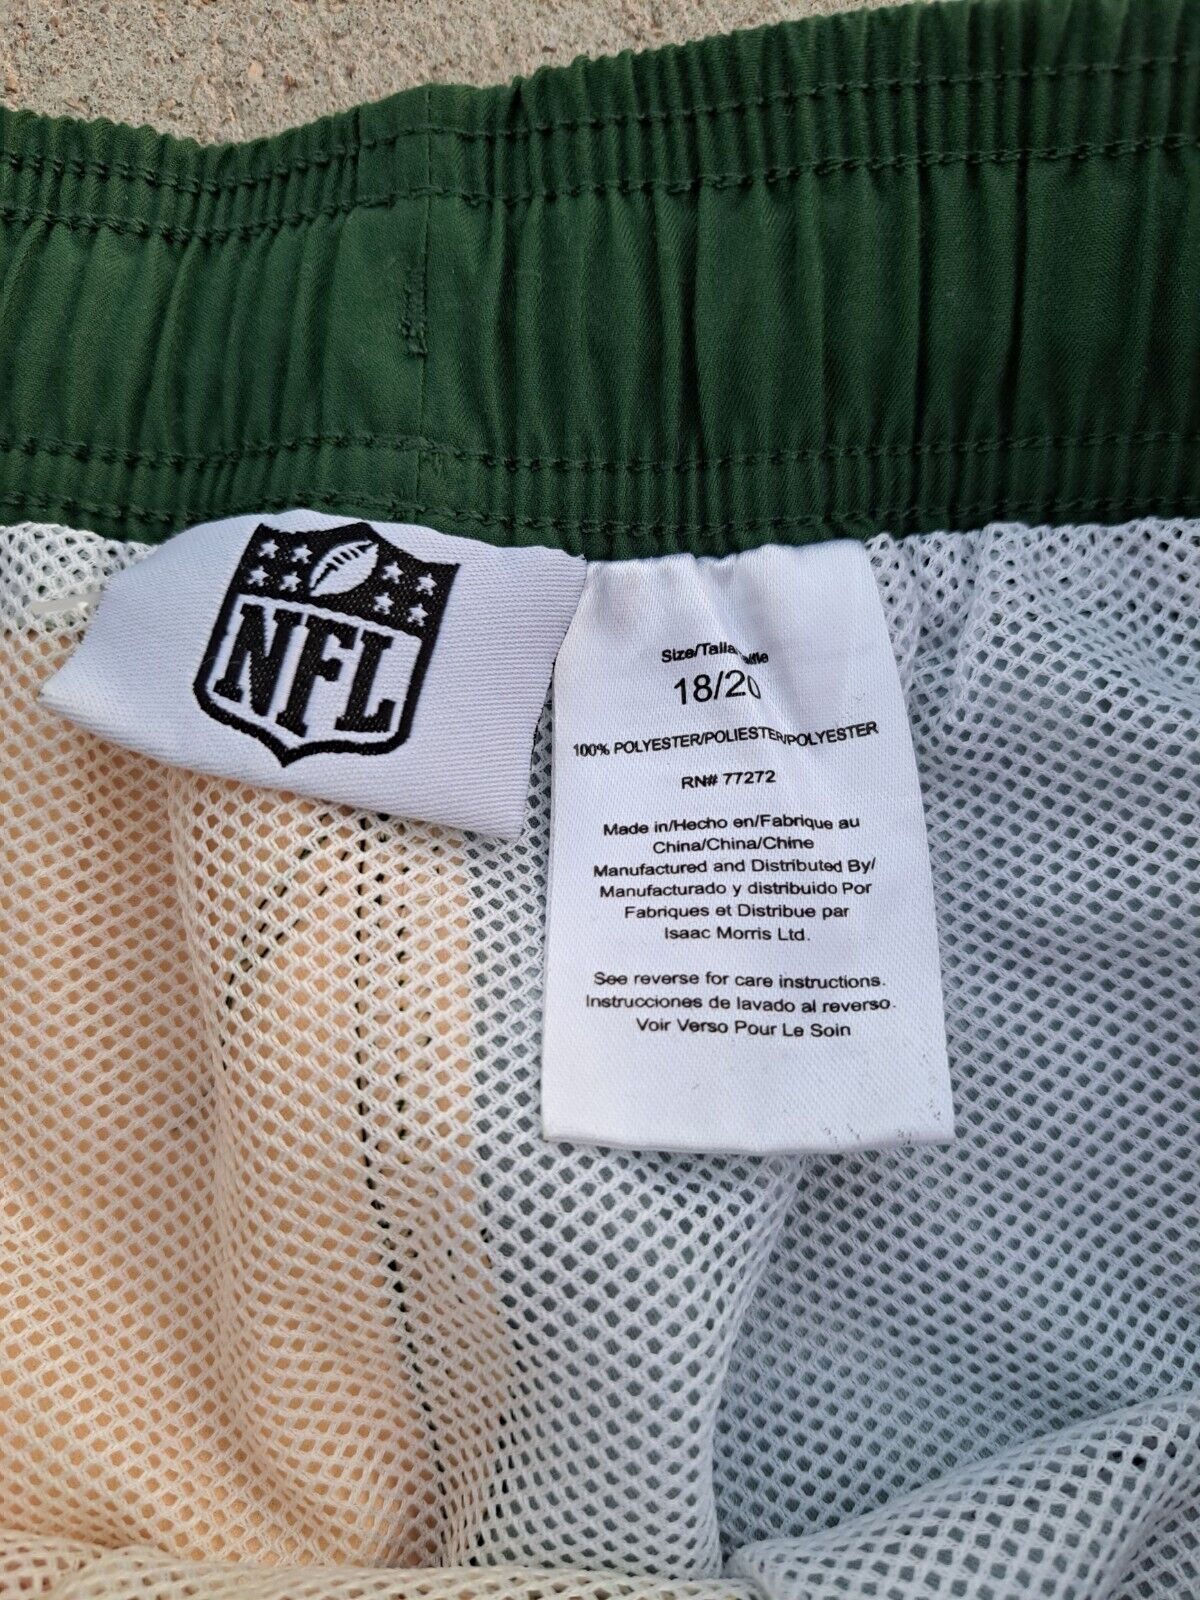 NFL
Size/Talla
18/20
100% POLYESTER/POLIESTER/POLYESTER
RN# 77272
Made in/Hecho en/Fabrique au
China/China/Chine
Manufactured and Distributed By/
Manufacturado y distribuido Por
Fabriques et Distribue par
Isaac Morris Ltd.
See reverse for care instructions.
Instrucciones de lavado al reverso.
Voir Verso Pour Le Soin